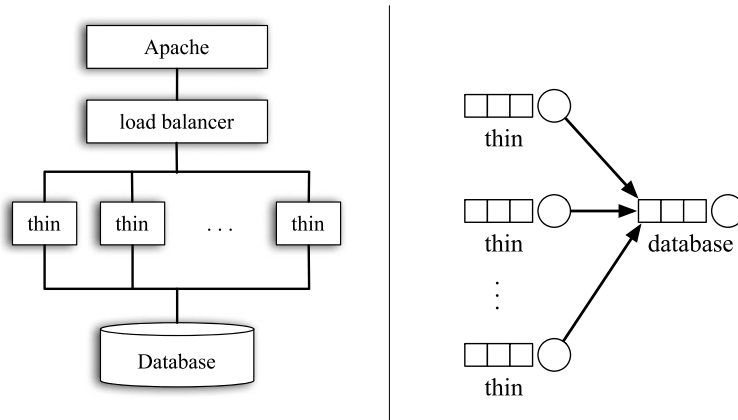 Apache
load balancer
thin
thin
. . .
thin
Database
thin
thin
database
.
.
.
thin